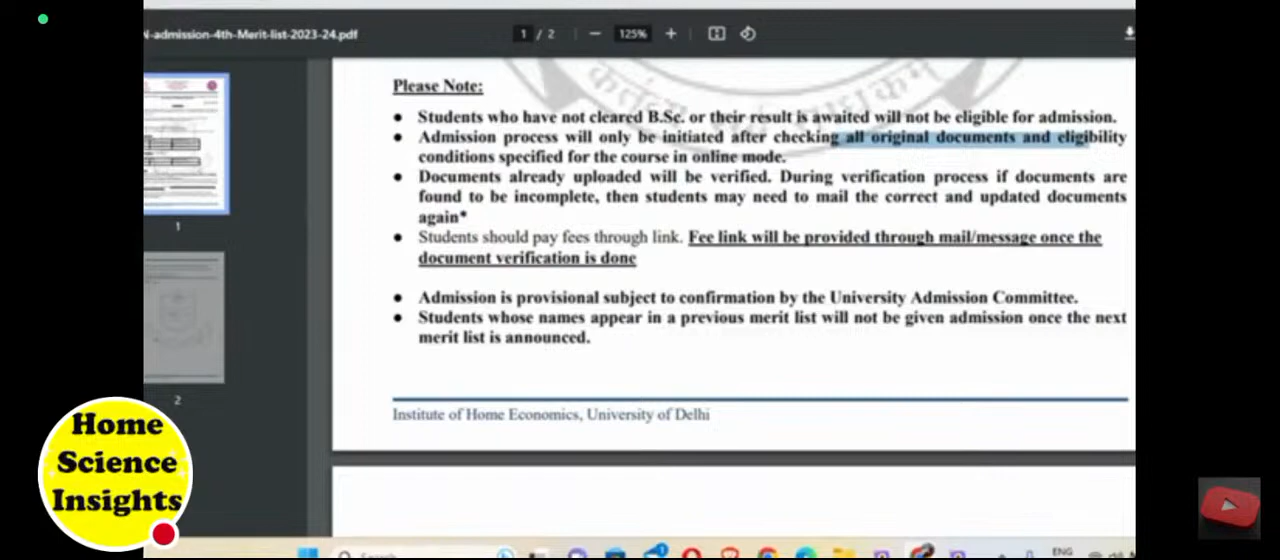 N-admission-4th-Merit-list-2023-24.pdf
1 / 2
125%
Please Note:
● Students who have not cleared B.Sc. or their result is awaited will not be eligible for admission.
● Admission process will only be initiated after checking all original documents and eligibility
conditions specified for the course in online mode.
● Documents already uploaded will be verified. During verification process if documents are
found to be incomplete, then students may need to mail the correct and updated documents
again*
● Students should pay fees through link. Fee link will be provided through mail/message once the
document verification is done
● Admission is provisional subject to confirmation by the University Admission Committee.
● Students whose names appear in a previous merit list will not be given admission once the next
merit list is announced.
Institute of Home Economics, University of Delhi
1
2
Home
Science
Insights
Search
ENG